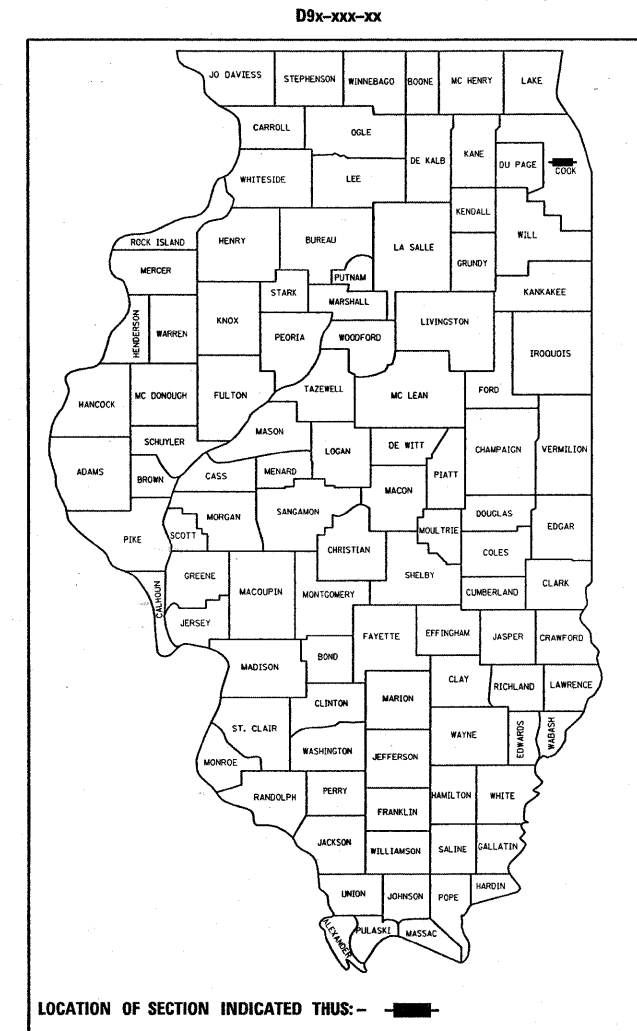 D9x-xxx-xx
JO DAVIESS STEPHENSON WINNEBAGO BOONE MC HENRY LAKE
CARROLL OGLE
DE KALB KANE DU PAGE COOK
WHITESIDE LEE
KENDALL
ROCK ISLAND HENRY BUREAU LA SALLE WILL
MERCER PUTNAM GRUNDY
STARK MARSHALL KANKAKEE
HENDERSON WARREN KNOX PEORIA WOODFORD LIVINGSTON IROQUOIS
HANCOCK MC DONOUGH FULTON TAZEWELL MC LEAN FORD
SCHUYLER MASON LOGAN DE WITT CHAMPAIGN VERMILION
ADAMS BROWN CASS MENARD PIATT
MACON
PIKE SCOTT MORGAN SANGAMON MOULTRIE DOUGLAS EDGAR
CHRISTIAN COLES
CALHOUN GREENE MACOUPIN MONTGOMERY SHELBY CUMBERLAND CLARK
JERSEY FAYETTE EFFINGHAM JASPER CRAWFORD
MADISON BOND
CLAY RICHLAND LAWRENCE
CLINTON MARION
ST. CLAIR WAYNE EDWARDS WABASH
MONROE WASHINGTON JEFFERSON
RANDOLPH PERRY HAMILTON WHITE
FRANKLIN
JACKSON WILLIAMSON SALINE GALLATIN
UNION JOHNSON POPE HARDIN
ALEXANDER PULASKI MASSAC
LOCATION OF SECTION INDICATED THUS: -